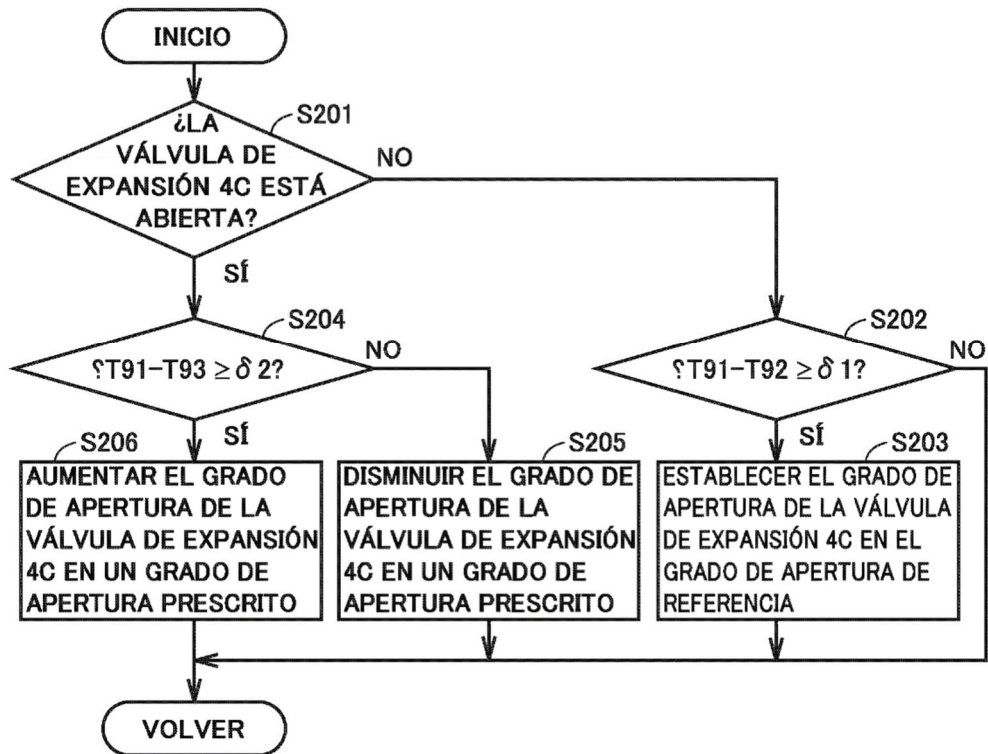 INICIO
S201
¿LA
VÁLVULA DE
EXPANSIÓN 4C ESTÁ
ABIERTA?
NO
SÍ
S204
⸮T91−T93 ≥ δ 2?
NO
SÍ
S202
⸮T91−T92 ≥ δ 1?
NO
SÍ
S206
AUMENTAR EL GRADO
DE APERTURA DE LA
VÁLVULA DE EXPANSIÓN
4C EN UN GRADO DE
APERTURA PRESCRITO
S205
DISMINUIR EL GRADO DE
APERTURA DE LA
VÁLVULA DE EXPANSIÓN
4C EN UN GRADO DE
APERTURA PRESCRITO
S203
ESTABLECER EL GRADO DE
APERTURA DE LA VÁLVULA
DE EXPANSIÓN 4C EN EL
GRADO DE APERTURA DE
REFERENCIA
VOLVER